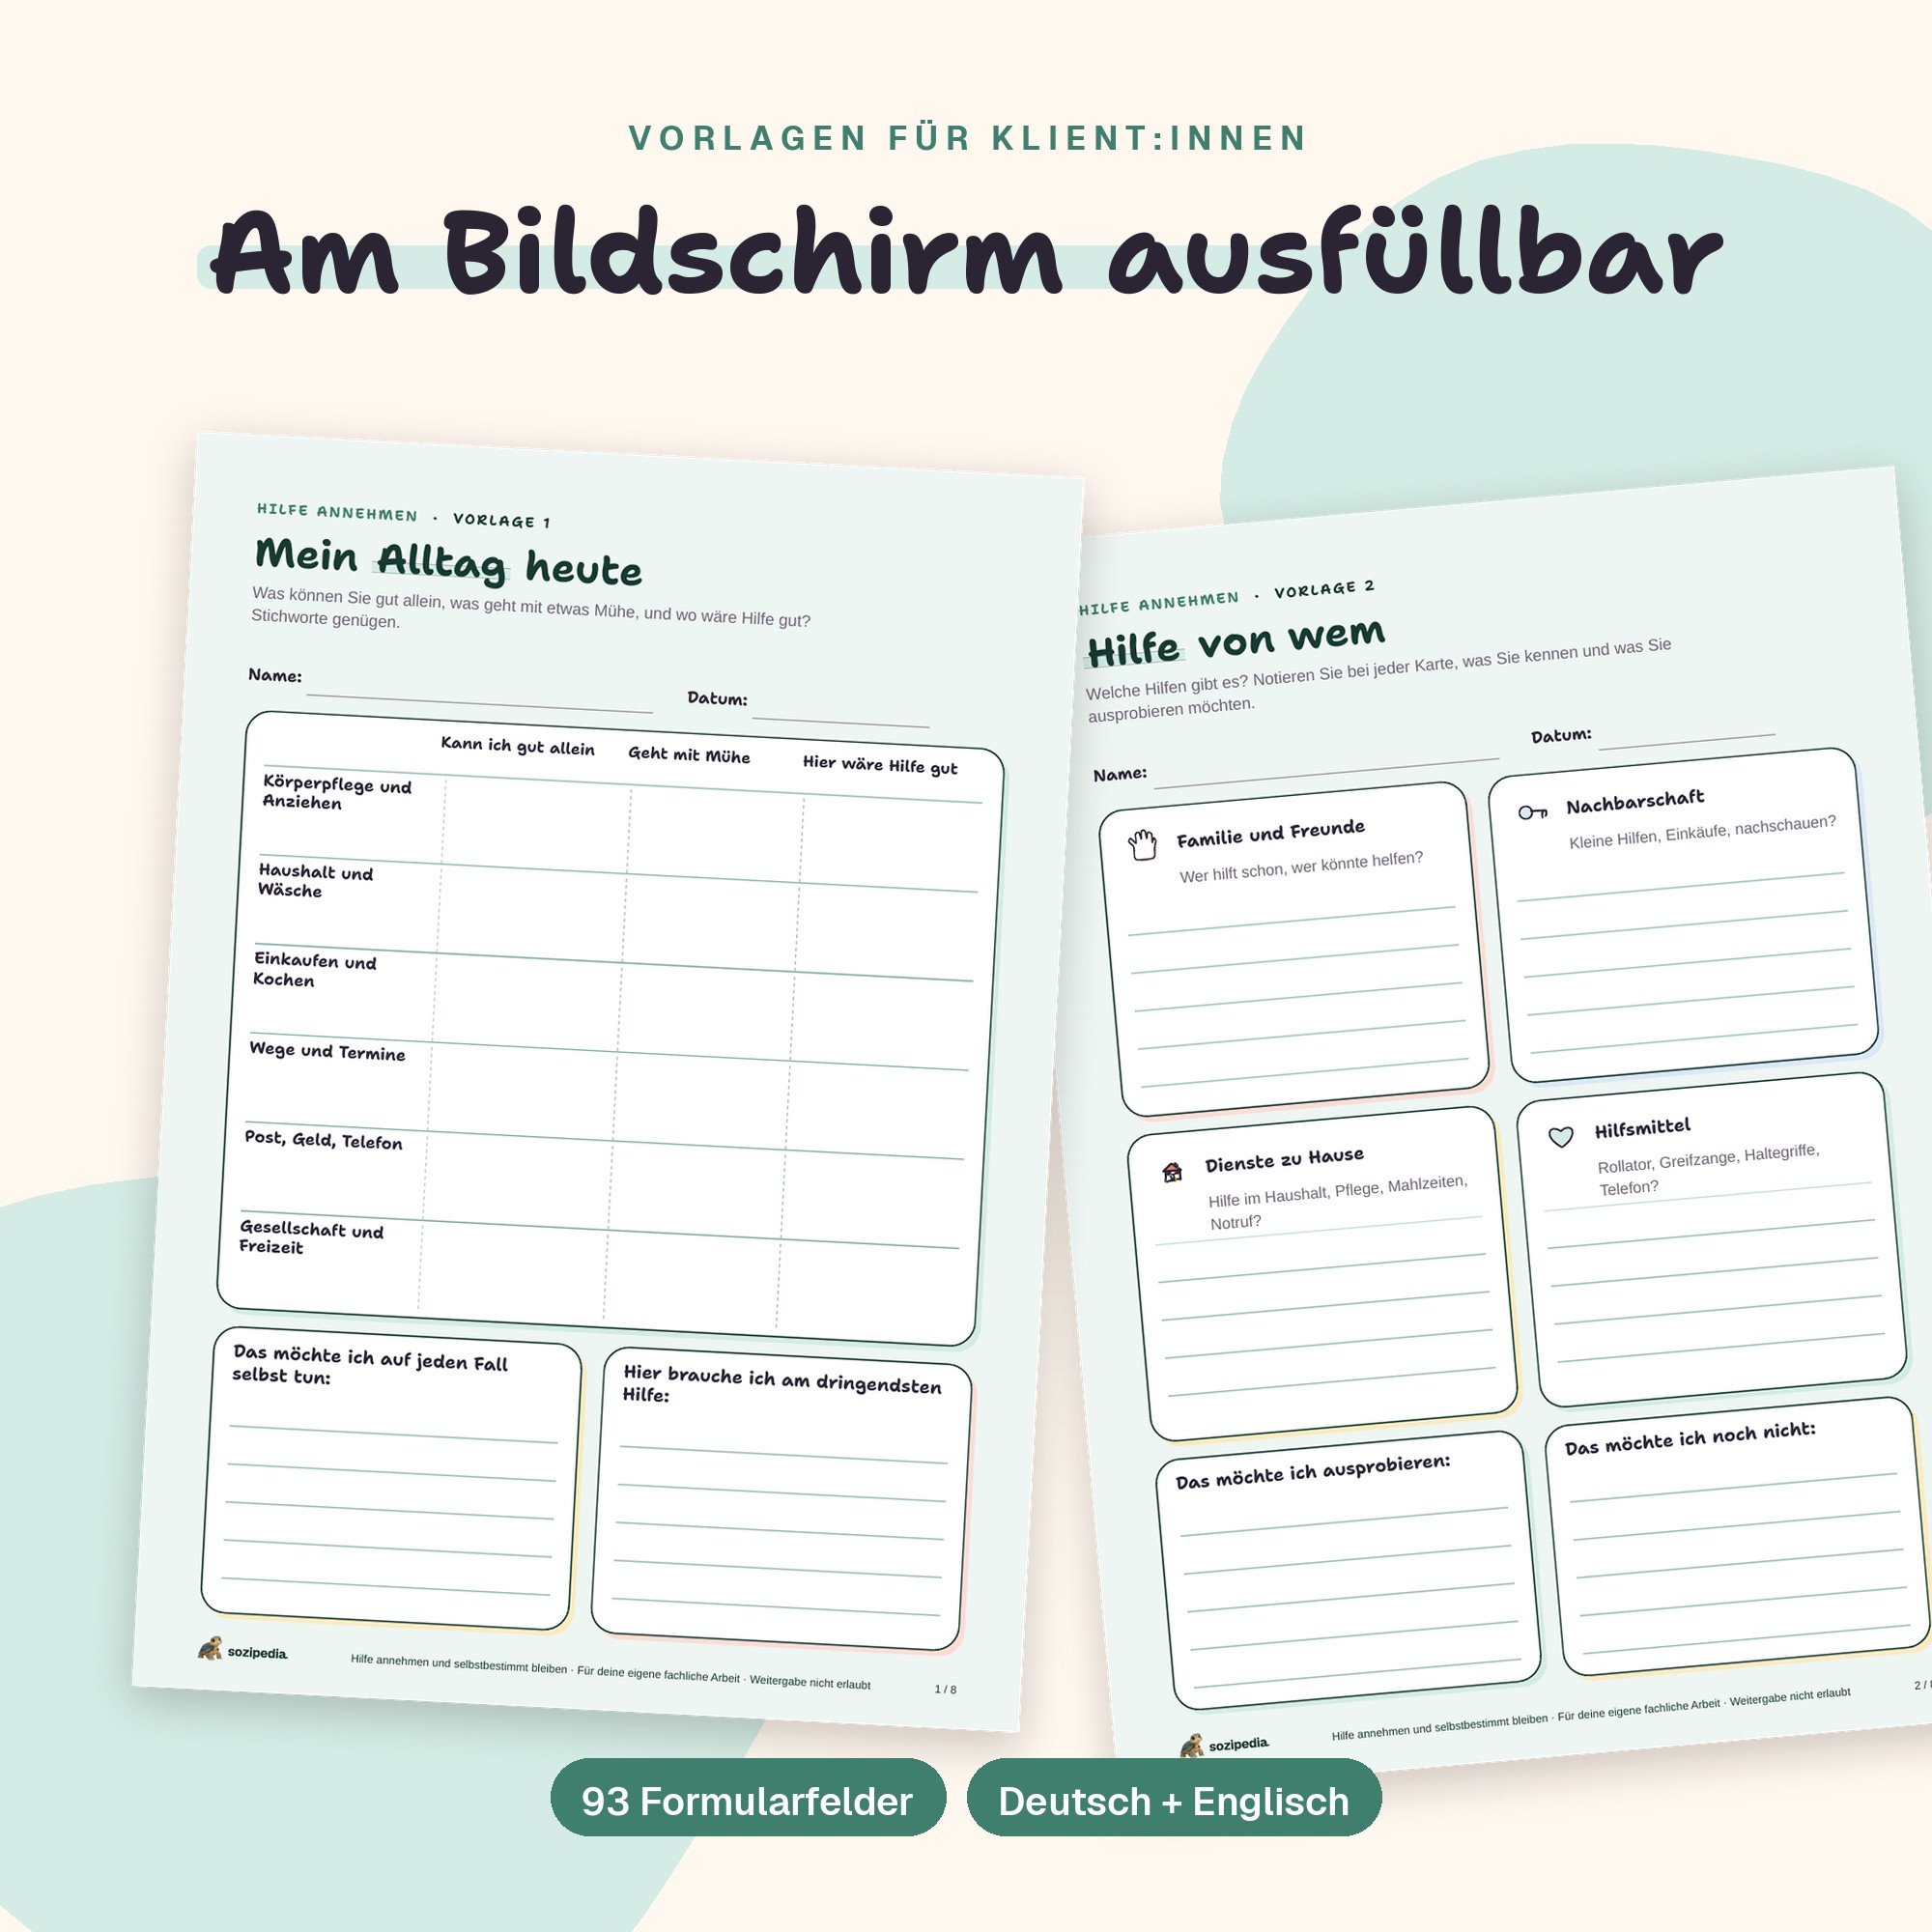 VORLAGEN FÜR KLIENT:INNEN
Am Bildschirm ausfüllbar
HILFE ANNEHMEN · VORLAGE 1
Mein Alltag heute
Was können Sie gut allein, was geht mit etwas Mühe, und wo wäre Hilfe gut?
Stichworte genügen.
Name:
Datum:
Kann ich gut allein
Geht mit Mühe
Hier wäre Hilfe gut
Körperpflege und
Anziehen
Haushalt und
Wäsche
Einkaufen und
Kochen
Wege und Termine
Post, Geld, Telefon
Gesellschaft und
Freizeit
Das möchte ich auf jeden Fall
selbst tun:
Hier brauche ich am dringendsten
Hilfe:
sozipedia.
Hilfe annehmen und selbstbestimmt bleiben · Für deine eigene fachliche Arbeit · Weitergabe nicht erlaubt
1 / 8
HILFE ANNEHMEN · VORLAGE 2
Hilfe von wem
Welche Hilfen gibt es? Notieren Sie bei jeder Karte, was Sie kennen und was Sie
ausprobieren möchten.
Name:
Datum:
Familie und Freunde
Wer hilft schon, wer könnte helfen?
Nachbarschaft
Kleine Hilfen, Einkäufe, nachschauen?
Dienste zu Hause
Hilfe im Haushalt, Pflege, Mahlzeiten,
Notruf?
Hilfsmittel
Rollator, Greifzange, Haltegriffe,
Telefon?
Das möchte ich ausprobieren:
Das möchte ich noch nicht:
sozipedia.
Hilfe annehmen und selbstbestimmt bleiben · Für deine eigene fachliche Arbeit · Weitergabe nicht erlaubt
2 / 8
93 Formularfelder
Deutsch + Englisch